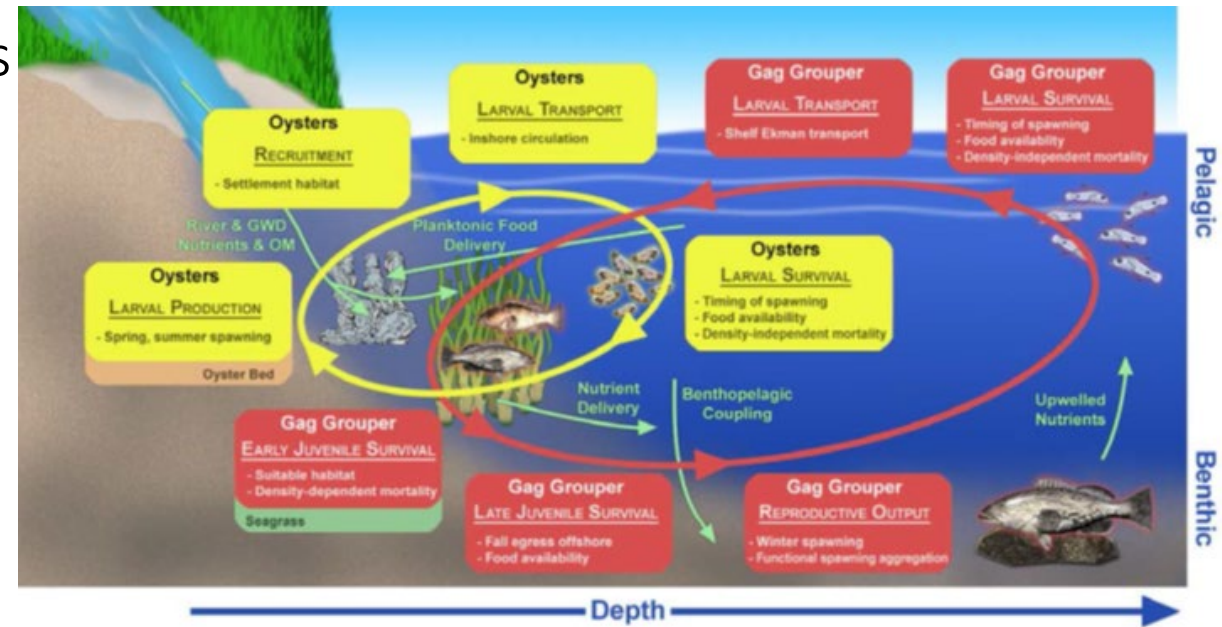 s
Oysters
LARVAL TRANSPORT
- Inshore circulation
Gag Grouper
LARVAL TRANSPORT
- Shelf Ekman transport
Gag Grouper
LARVAL SURVIVAL
- Timing of spawning
- Food availability
- Density-independent mortality
Oysters
RECRUITMENT
- Settlement habitat
River & GWD
Nutrients & OM
Planktonic Food
Delivery
Pelagic
Oysters
LARVAL PRODUCTION
- Spring, summer spawning
Oyster Bed
Oysters
LARVAL SURVIVAL
- Timing of spawning
- Food availability
- Density-independent mortality
Nutrient
Delivery
Benthopelagic
Coupling
Upwelled
Nutrients
Gag Grouper
EARLY JUVENILE SURVIVAL
- Suitable habitat
- Density-dependent mortality
Seagrass
Gag Grouper
LATE JUVENILE SURVIVAL
- Fall egress offshore
- Food availability
Gag Grouper
REPRODUCTIVE OUTPUT
- Winter spawning
- Functional spawning aggregation
Benthic
Depth